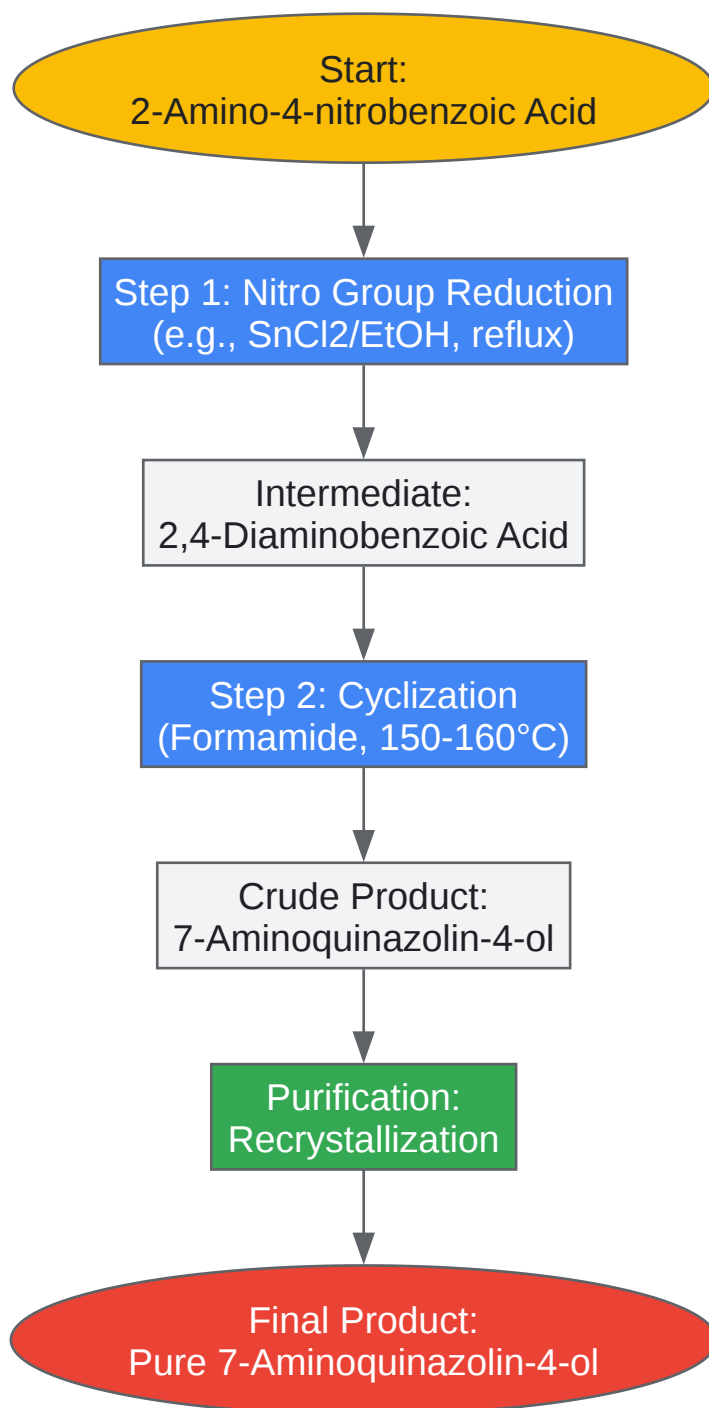 Start:
2-Amino-4-nitrobenzoic Acid
Step 1: Nitro Group Reduction
(e.g., SnCl2/EtOH, reflux)
Intermediate:
2,4-Diaminobenzoic Acid
Step 2: Cyclization
(Formamide, 150-160°C)
Crude Product:
7-Aminoquinazolin-4-ol
Purification:
Recrystallization
Final Product:
Pure 7-Aminoquinazolin-4-ol